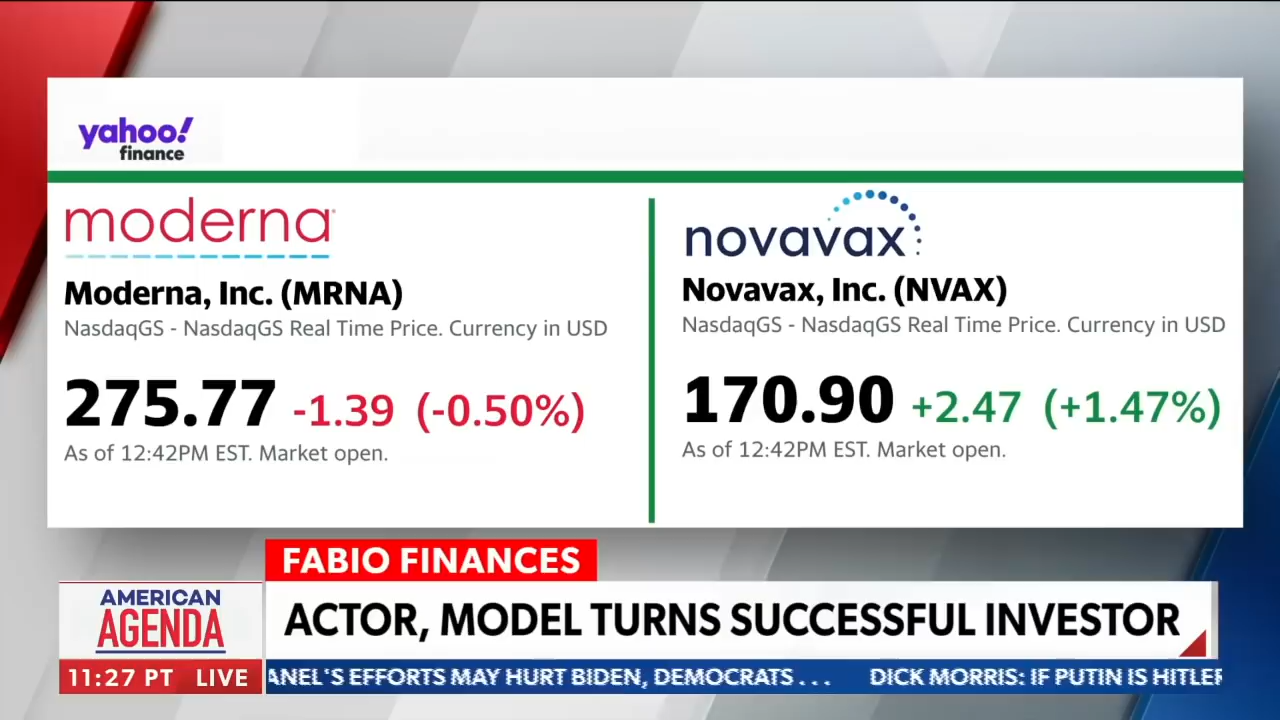 yahoo!
finance
moderna
Moderna, Inc. (MRNA)
NasdaqGS - NasdaqGS Real Time Price. Currency in USD
275.77 -1.39 (-0.50%)
As of 12:42PM EST. Market open.
novavax
Novavax, Inc. (NVAX)
NasdaqGS - NasdaqGS Real Time Price. Currency in USD
170.90 +2.47 (+1.47%)
As of 12:42PM EST. Market open.
FABIO FINANCES
AMERICAN
AGENDA
ACTOR, MODEL TURNS SUCCESSFUL INVESTOR
11:27 PT LIVE
ANEL'S EFFORTS MAY HURT BIDEN, DEMOCRATS . . . DICK MORRIS: IF PUTIN IS HITLER